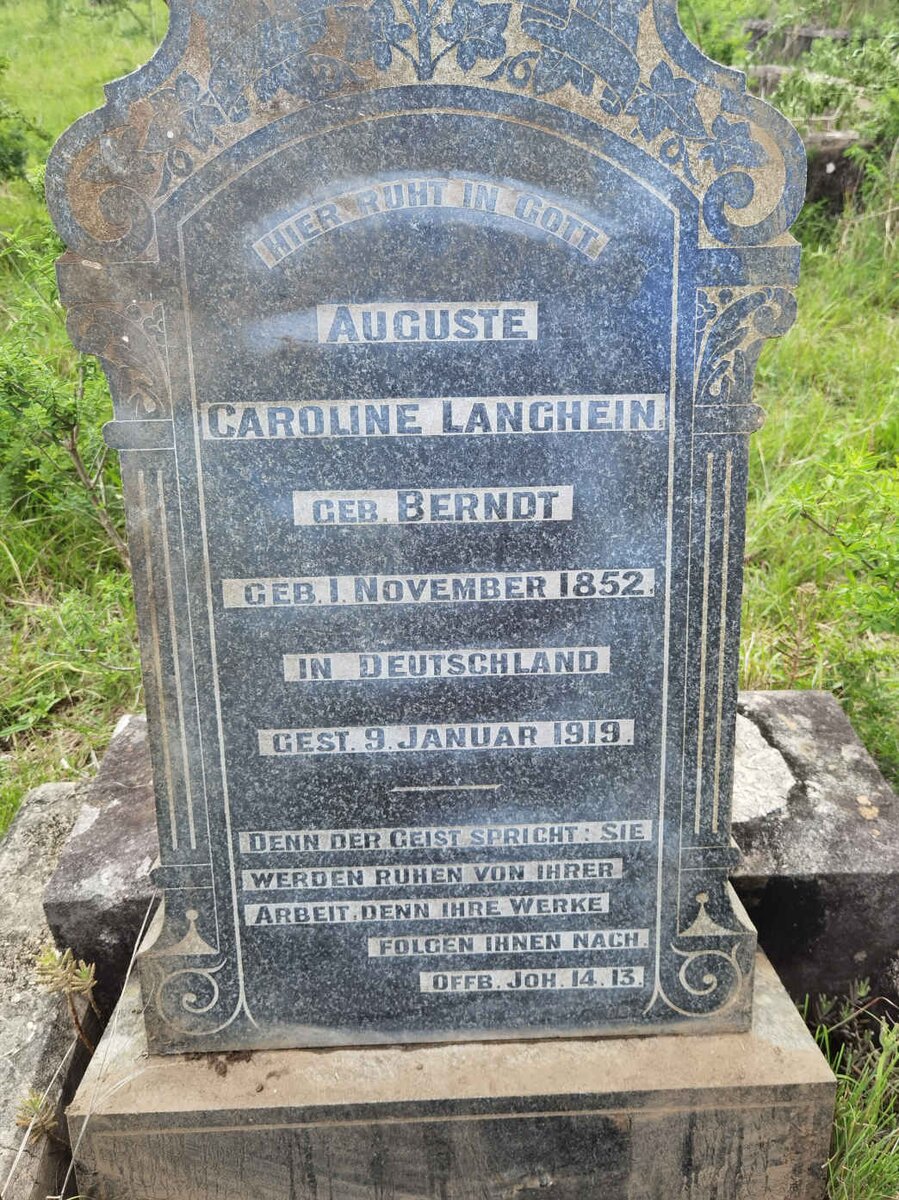 HIER RUHT IN GOTT
AUGUSTE
CAROLINE LANGHEIN,
GEB. BERNDT
GEB. 1. NOVEMBER 1852,
IN DEUTSCHLAND
GEST. 9. JANUAR 1919.
DENN DER GEIST SPRICHT: SIE
WERDEN RUHEN VON IHRER
ARBEIT, DENN IHRE WERKE
FOLGEN IHNEN NACH.
OFFB. JOH. 14. 13.